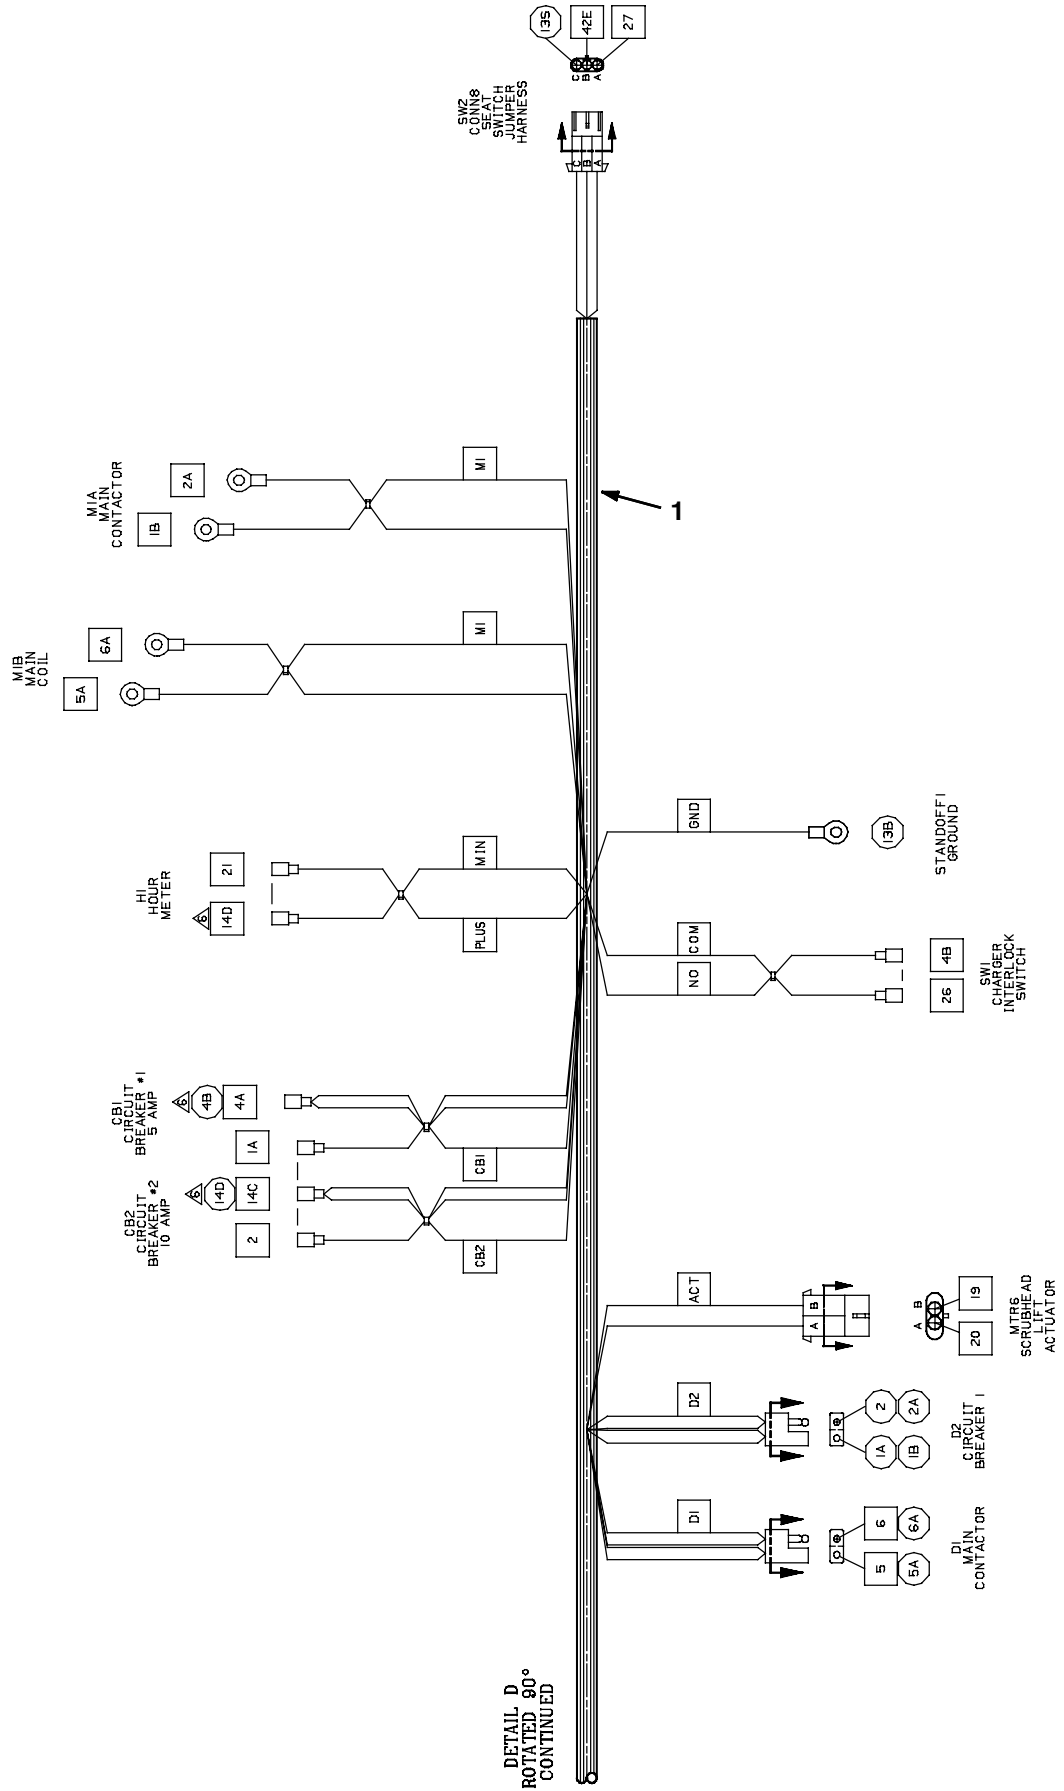 13S
42E
27
C
B
A
SW2
CONN8
SEAT
SWITCH
JUMPER
HARNESS
C
B
A
M1A
MAIN
CONTACTOR
2A
1B
M1
1
M1B
MAIN
COIL
6A
5A
M1
H1
HOUR
METER
21
6
14D
MIN
PLUS
GND
13B
STANDOFF1
GROUND
COM
NO
4B
26
SW1
CHARGER
INTERLOCK
SWITCH
CB1
CIRCUIT
BREAKER #1
5 AMP
6
4B
4A
1A
CB1
CB2
CIRCUIT
BREAKER #2
10 AMP
6
14D
14C
2
CB2
ACT
B
A
B
A
19
20
MTR6
SCRUBHEAD
LIFT
ACTUATOR
D2
2
2A
1A
1B
D2
CIRCUIT
BREAKER 1
D1
6
6A
5
5A
D1
MAIN
CONTACTOR
DETAIL D
ROTATED 90°
CONTINUED